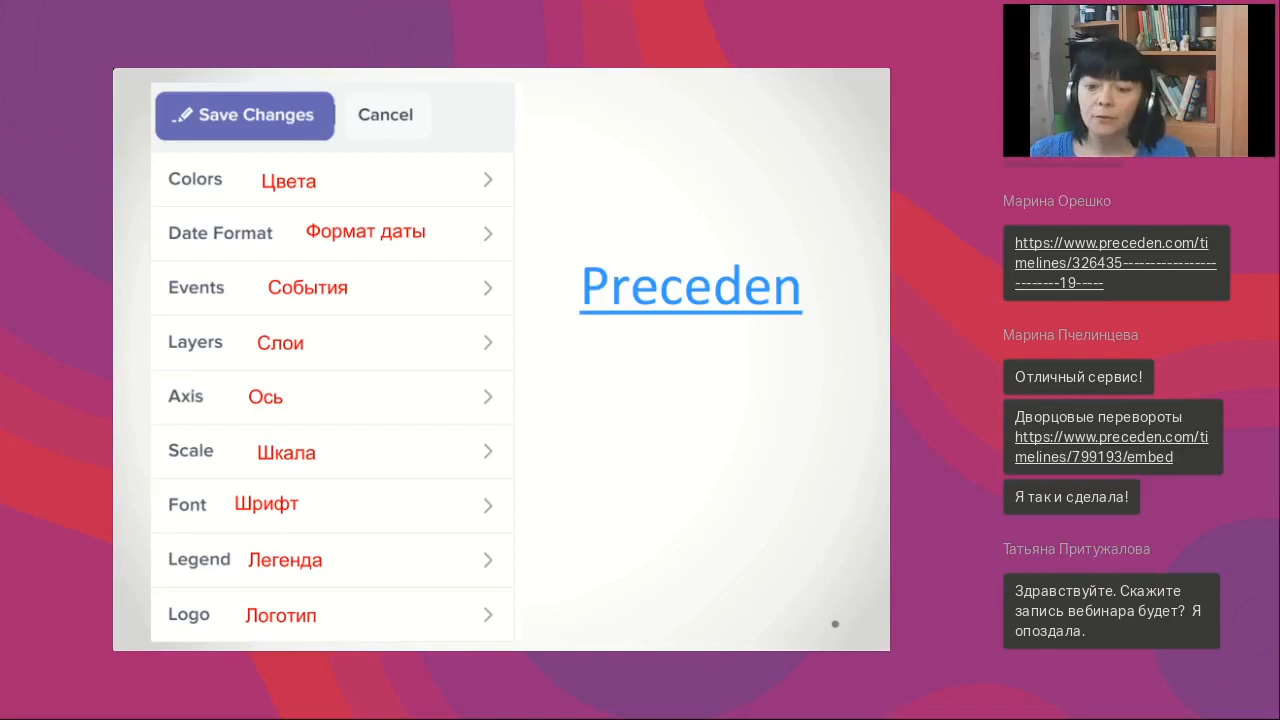 Save Changes Cancel
Colors Цвета
Date Format Формат даты
Events События
Layers Слои
Axis Ось
Scale Шкала
Font Шрифт
Legend Легенда
Logo Логотип
Preceden
Марина Орешко
https://www.preceden.com/ti
melines/326435-----------------
--------19-----
Марина Пчелинцева
Отличный сервис!
Дворцовые перевороты
https://www.preceden.com/ti
melines/799193/embed
Я так и сделала!
Татьяна Притужалова
Здравствуйте. Скажите
запись вебинара будет? Я
опоздала.